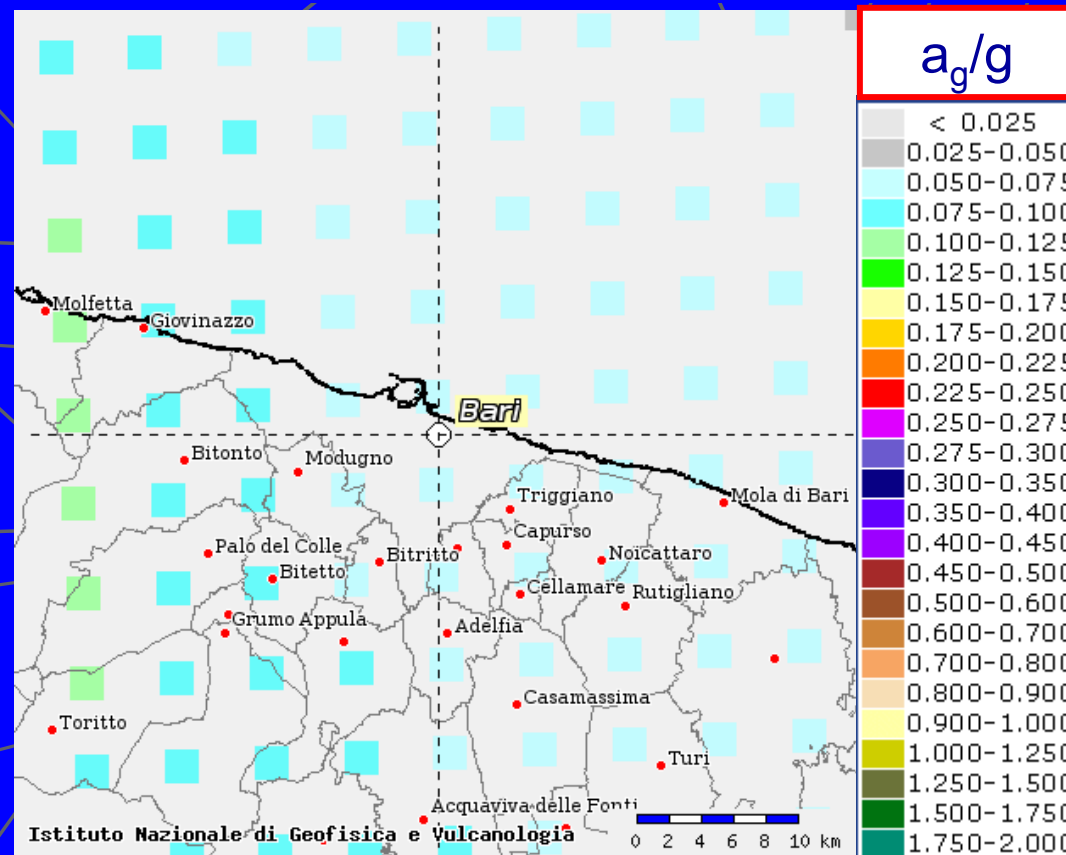 a_g/g
< 0.025
0.025-0.050
0.050-0.075
0.075-0.100
0.100-0.125
0.125-0.150
0.150-0.175
0.175-0.200
0.200-0.225
0.225-0.250
0.250-0.275
0.275-0.300
0.300-0.350
0.350-0.400
0.400-0.450
0.450-0.500
0.500-0.600
0.600-0.700
0.700-0.800
0.800-0.900
0.900-1.000
1.000-1.250
1.250-1.500
1.500-1.750
1.750-2.000
Molfetta
Giovinazzo
Bari
Bitonto
Modugno
Triggiano
Mola di Bari
Capurso
Palo del Colle
Bitritto
Noicattaro
Bitetto
Cellamare
Rutigliano
Grumo Appula
Adelfia
Casamassima
Toritto
Turi
Acquaviva delle Fonti
Istituto Nazionale di Geofisica e Vulcanologia
0 2 4 6 8 10 km